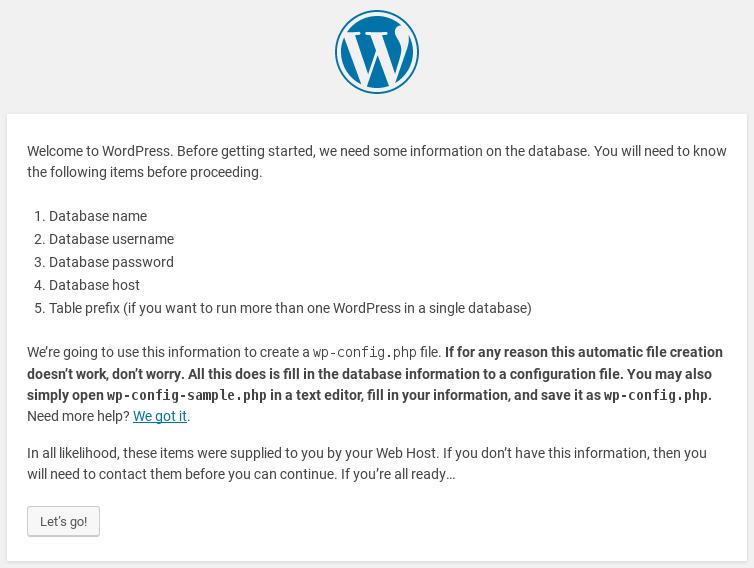 Welcome to WordPress. Before getting started, we need some information on the database. You will need to know
the following items before proceeding.
1. Database name
2. Database username
3. Database password
4. Database host
5. Table prefix (if you want to run more than one WordPress in a single database)
We’re going to use this information to create a wp-config.php file. If for any reason this automatic file creation
doesn’t work, don’t worry. All this does is fill in the database information to a configuration file. You may also
simply open wp-config-sample.php in a text editor, fill in your information, and save it as wp-config.php.
Need more help? We got it.
In all likelihood, these items were supplied to you by your Web Host. If you don’t have this information, then you
will need to contact them before you can continue. If you’re all ready…
Let’s go!